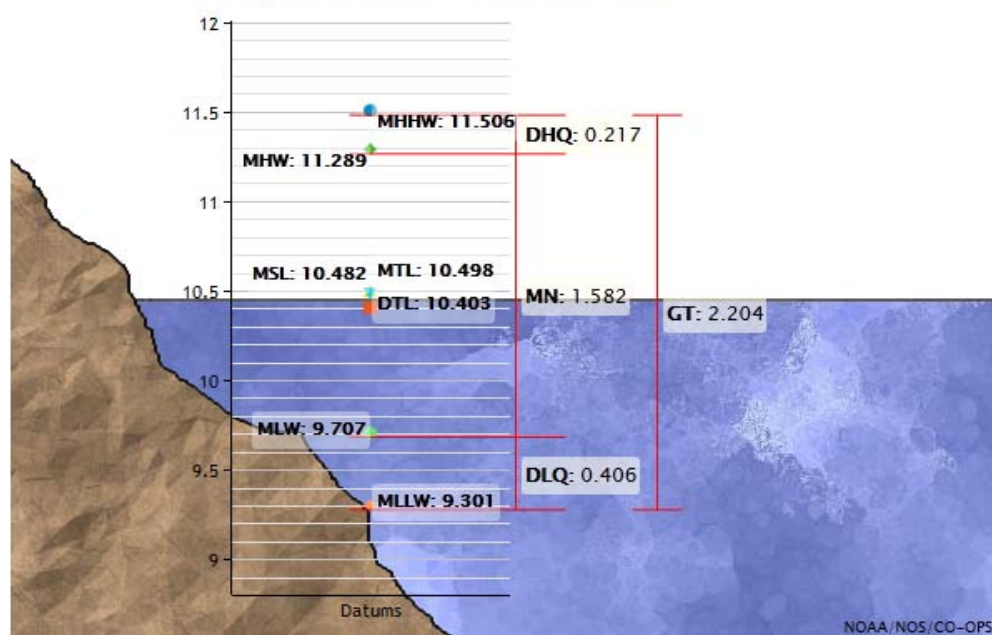 12
11.5
MHHW: 11.506
DHQ: 0.217
MHW: 11.289
11
MSL: 10.482
MTL: 10.498
10.5
DTL: 10.403
MN: 1.582
GT: 2.204
10
MLW: 9.707
9.5
DLQ: 0.406
MLLW: 9.301
9
Datums
NOAA/NOS/CO-OPS